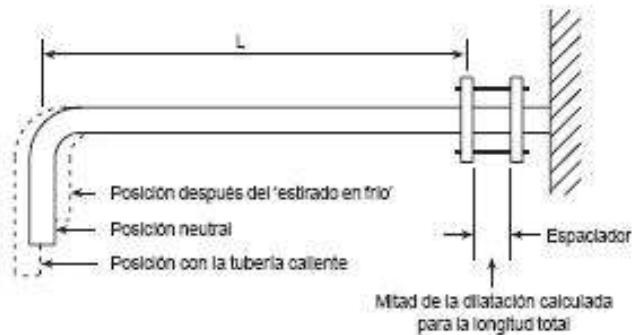 L
Posición después del 'estirado en frio'
Posición neutral
Espaciador
Posición con la tubería caliente
Mitad de la dilatación calculada
para la longitud total